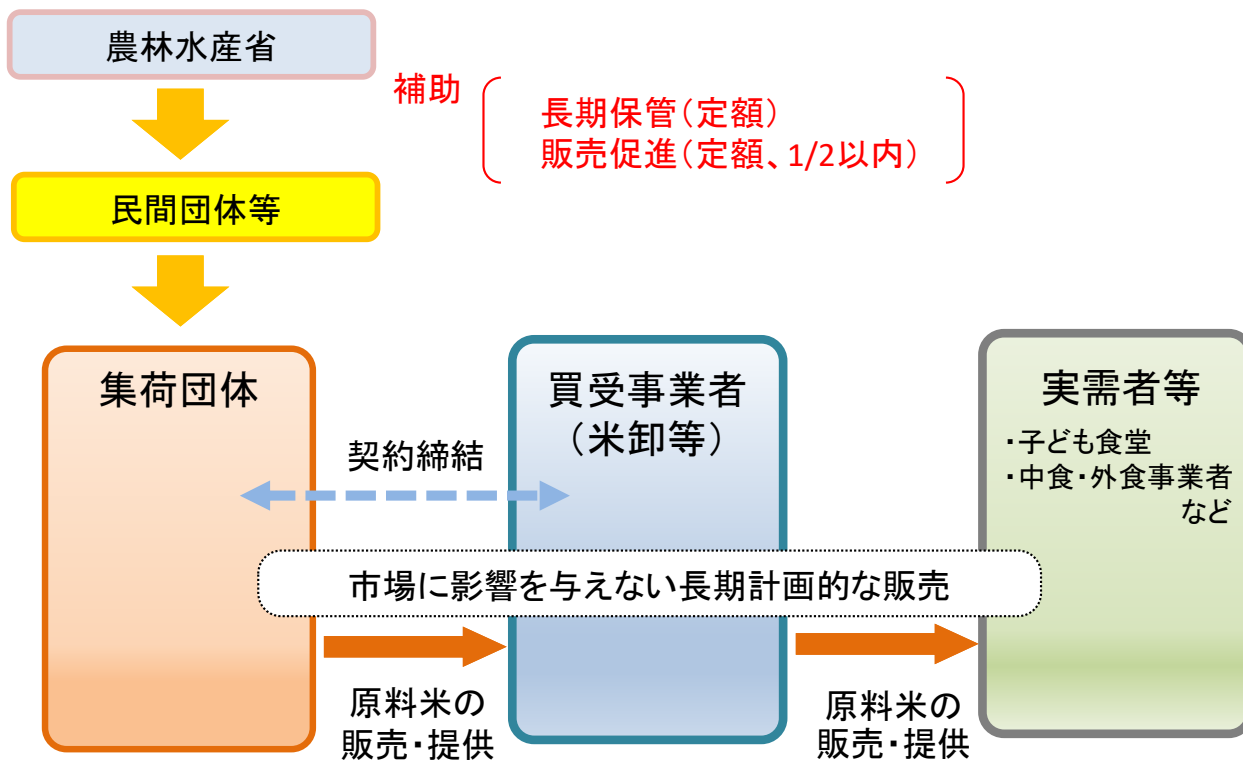 農林水産省
補助
長期保管（定額）
販売促進（定額、1/2以内）
民間団体等
集荷団体
契約締結
買受事業者
（米卸等）
実需者等
・子ども食堂
・中食・外食事業者
など
市場に影響を与えない長期計画的な販売
原料米の
販売・提供
原料米の
販売・提供